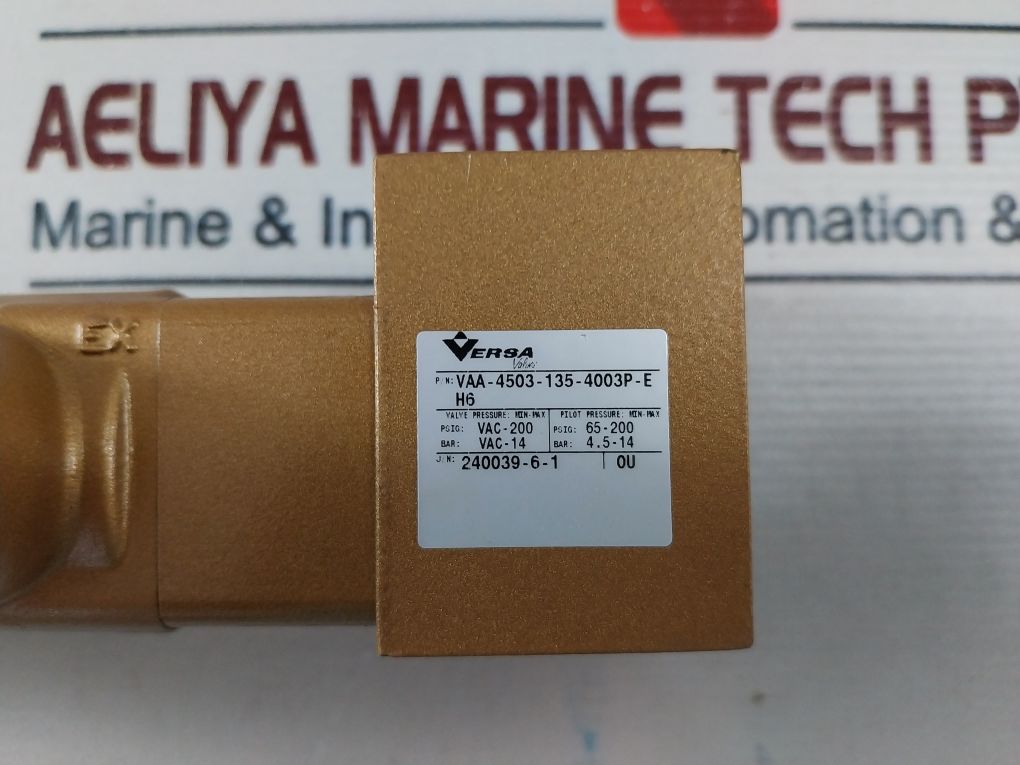 AELIYA MARINE TECH P
Marine & In omation &
EX
VERSA
Valves
P/N: VAA-4503-135-4003P-E
H6
VALVE PRESSURE: MIN-MAX PILOT PRESSURE: MIN-MAX
PSIG: VAC-200 PSIG: 65-200
BAR: VAC-14 BAR: 4.5-14
J/N: 240039-6-1 0U